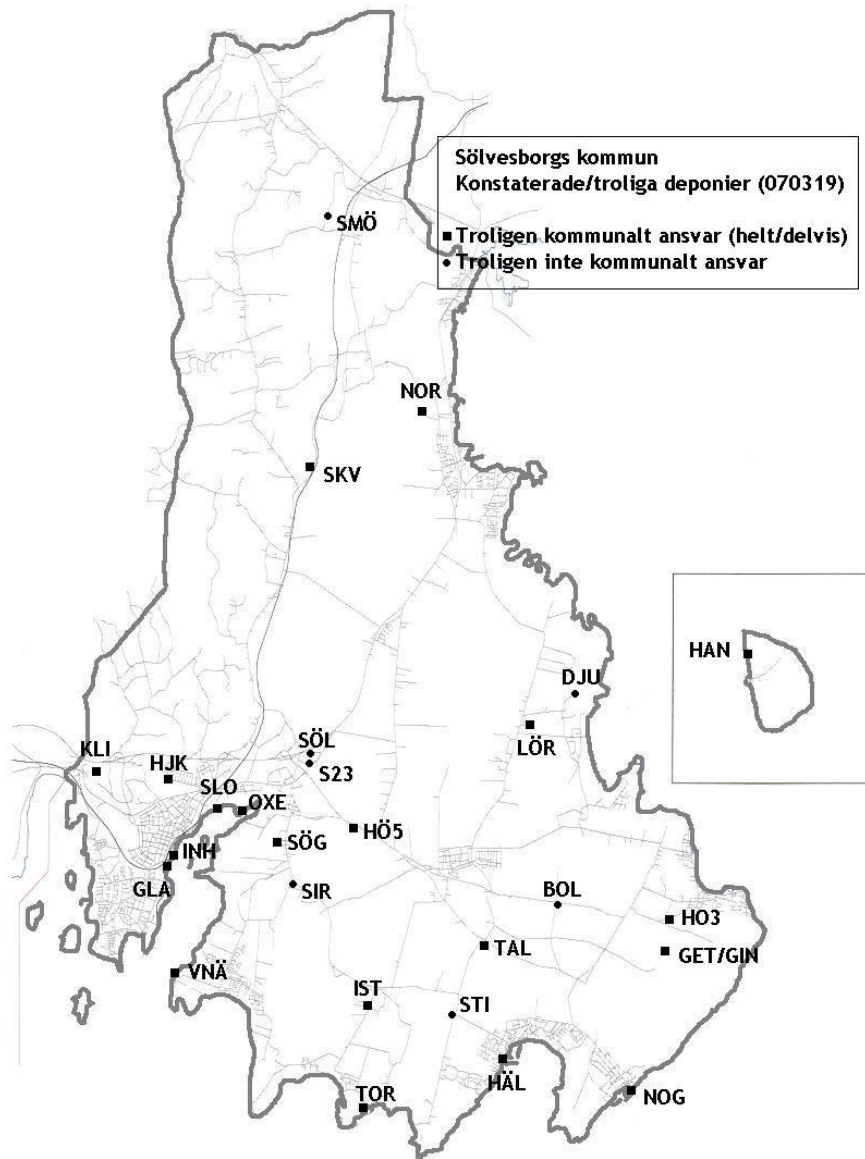 Sölvesborgs kommun
Konstaterade/troliga deponier (070319)
Troligen kommunalt ansvar (helt/delvis)
Troligen inte kommunalt ansvar
SMÖ
NOR
SKV
HAN
DJU
LÖR
SÖL
KLI
S23
HJK
SLO
OXE
HÖ5
SÖG
INH
GLA
SIR
BOL
HO3
TAL
GET/GIN
VNÄ
IST
STI
HÄL
NOG
TOR